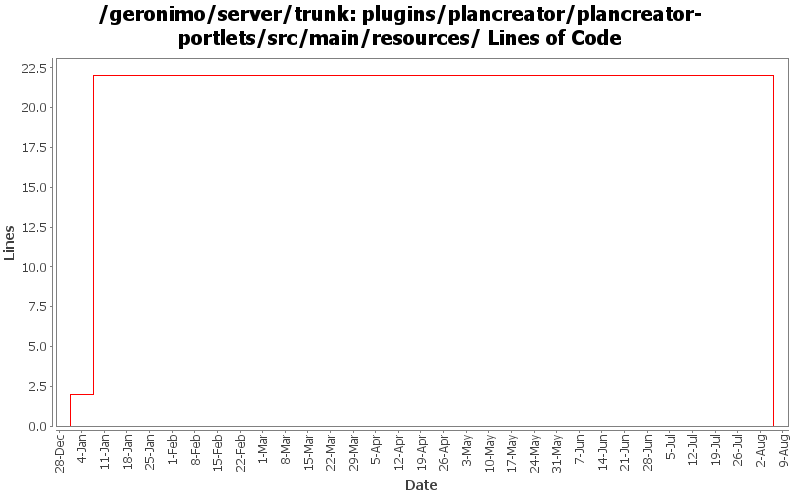 /geronimo/server/trunk: plugins/plancreator/plancreator-
portlets/src/main/resources/ Lines of Code
22.5
20.0
17.5
15.0
12.5
10.0
7.5
5.0
2.5
0.0
Lines
28-Dec
4-Jan
11-Jan
18-Jan
25-Jan
1-Feb
8-Feb
15-Feb
22-Feb
1-Mar
8-Mar
15-Mar
22-Mar
29-Mar
5-Apr
12-Apr
19-Apr
26-Apr
3-May
10-May
17-May
24-May
31-May
7-Jun
14-Jun
21-Jun
28-Jun
5-Jul
12-Jul
19-Jul
26-Jul
2-Aug
9-Aug
Date